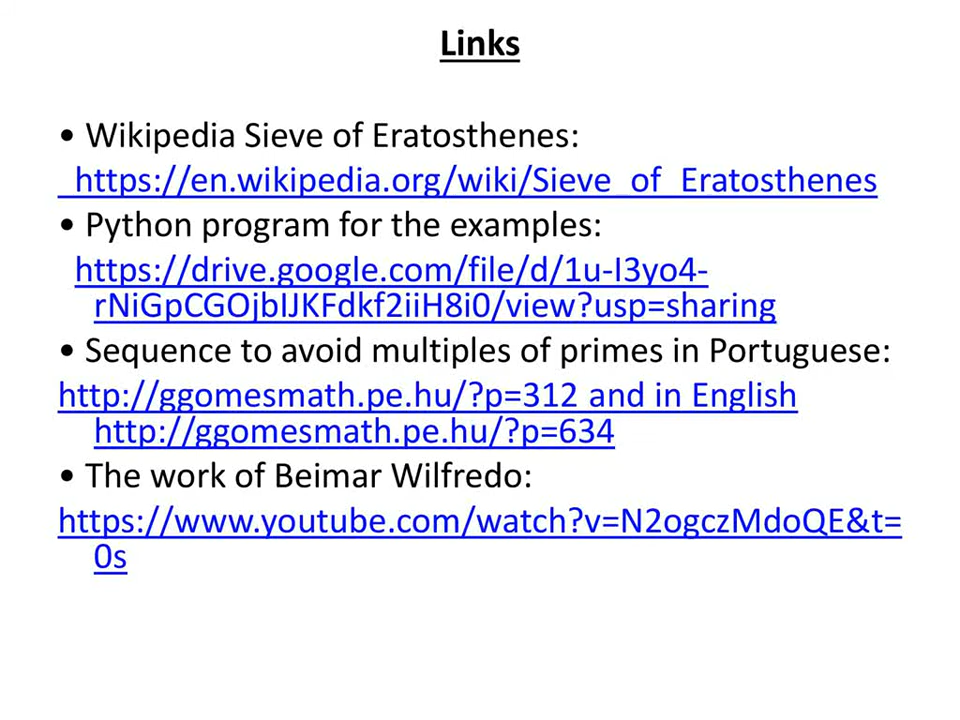 Links
• Wikipedia Sieve of Eratosthenes:
https://en.wikipedia.org/wiki/Sieve_of_Eratosthenes
• Python program for the examples:
https://drive.google.com/file/d/1u-I3yo4-
rNiGpCGOjbIJKFdkf2iiH8i0/view?usp=sharing
• Sequence to avoid multiples of primes in Portuguese:
http://ggomesmath.pe.hu/?p=312 and in English
http://ggomesmath.pe.hu/?p=634
• The work of Beimar Wilfredo:
https://www.youtube.com/watch?v=N2ogczMdoQE&t=
0s